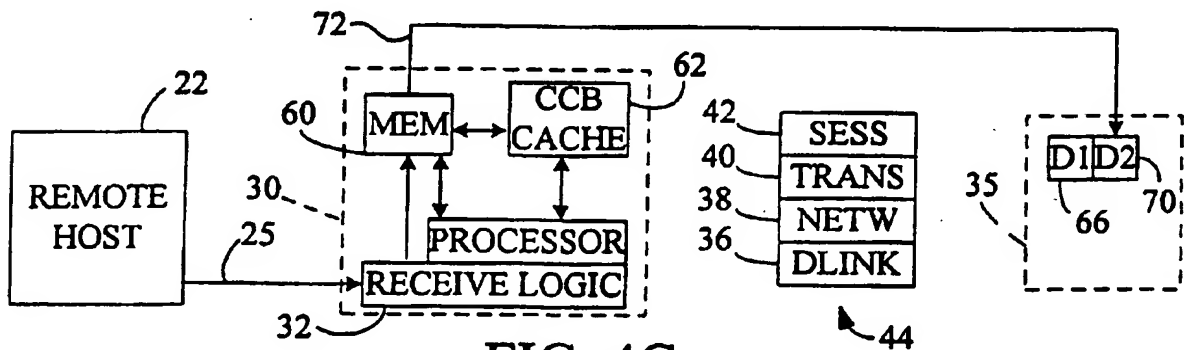 72
22
62
60
MEM
CCB
CACHE
42
SESS
40
TRANS
D1
D2
REMOTE
HOST
30
38
NETW
35
66
70
25
PROCESSOR
36
DLINK
RECEIVE LOGIC
32
44